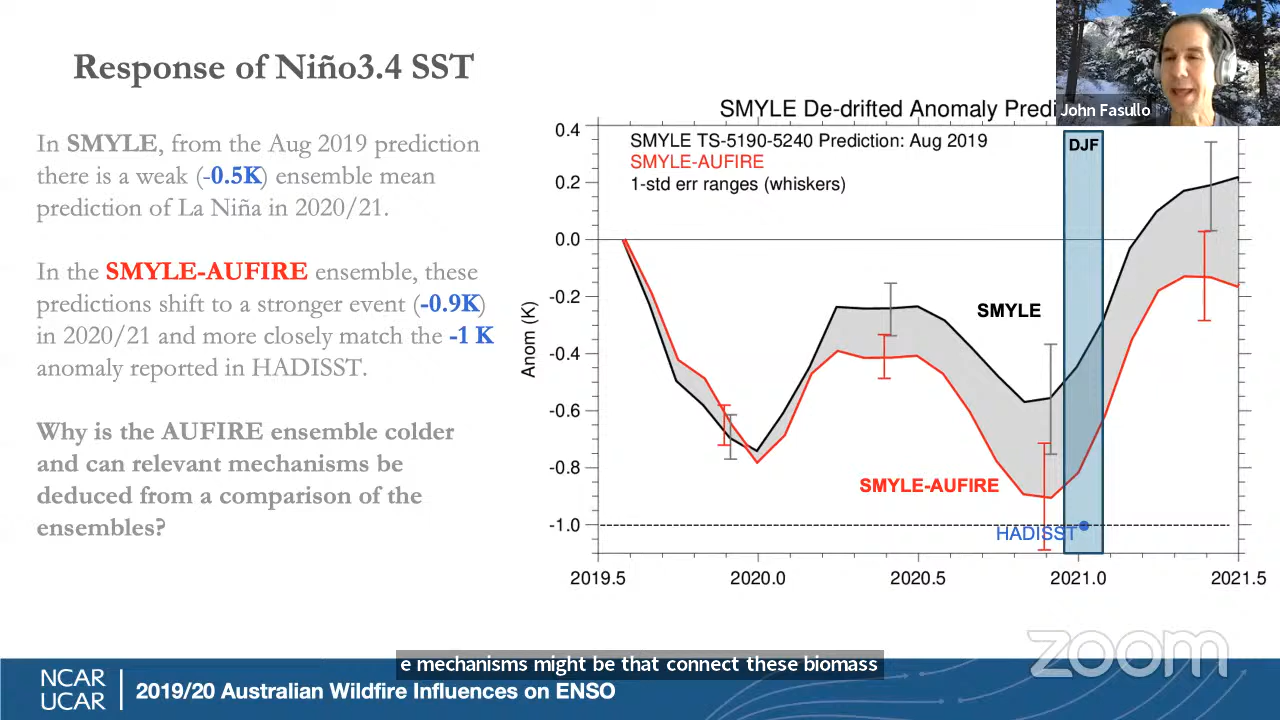 Response of Niño3.4 SST
In SMYLE, from the Aug 2019 prediction
there is a weak (-0.5K) ensemble mean
prediction of La Niña in 2020/21.
In the SMYLE-AUFIRE ensemble, these
predictions shift to a stronger event (-0.9K)
in 2020/21 and more closely match the -1 K
anomaly reported in HADISST.
Why is the AUFIRE ensemble colder
and can relevant mechanisms be
deduced from a comparison of the
ensembles?
John Fasullo
SMYLE De-drifted Anomaly Predi
SMYLE TS-5190-5240 Prediction: Aug 2019
SMYLE-AUFIRE
1-std err ranges (whiskers)
DJF
Anom (K)
0.4
0.2
0.0
-0.2
-0.4
-0.6
-0.8
-1.0
SMYLE
SMYLE-AUFIRE
HADISST
2019.5 2020.0 2020.5 2021.0 2021.5
zoom
e mechanisms might be that connect these biomass
NCAR
UCAR
2019/20 Australian Wildfire Influences on ENSO